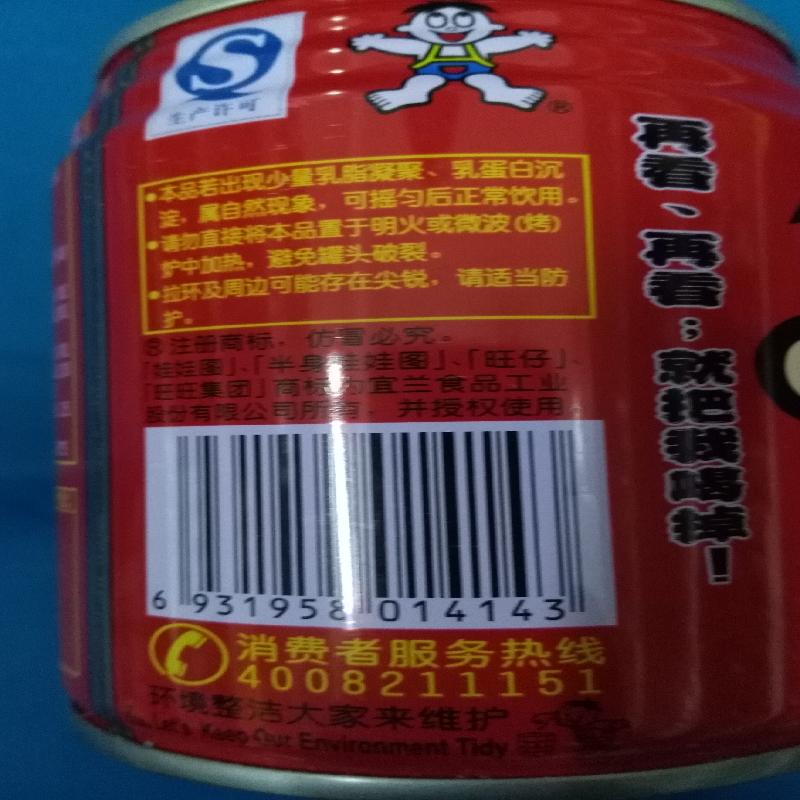 生产许可
®
•本品若出现少量乳脂凝聚、乳蛋白沉
淀，属自然现象，可摇匀后正常饮用。
•请勿直接将本品置于明火或微波(烤)
炉中加热，避免罐头破裂。
•拉环及周边可能存在尖锐，请适当防
护。
®注册商标，仿冒必究。
「娃娃图」、「半身娃娃图」、「旺仔」、
「旺旺集团」商标为宜兰食品工业
股份有限公司所有，并授权使用。
6 931958 014143
消费者服务热线
4008211151
环境整洁大家来维护
Let's Keep Our Environment Tidy
再看、再看；就把我喝掉！